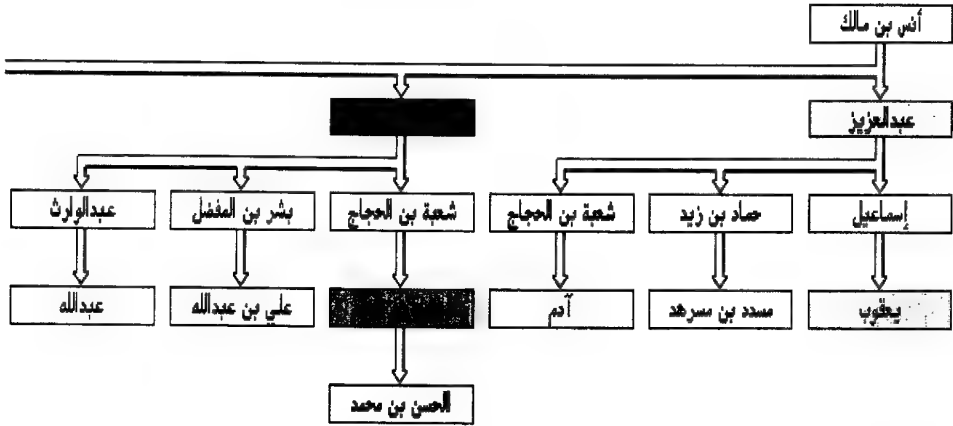 أنس بن مالك
عبدالعزيز
إسماعيل
حماد بن زيد
شعبة بن الحجاج
شعبة بن الحجاج
بشر بن المفضل
عبدالوارث
يعقوب
مسدد بن مسرهد
آدم
علي بن عبدالله
عبدالله
الحسن بن محمد